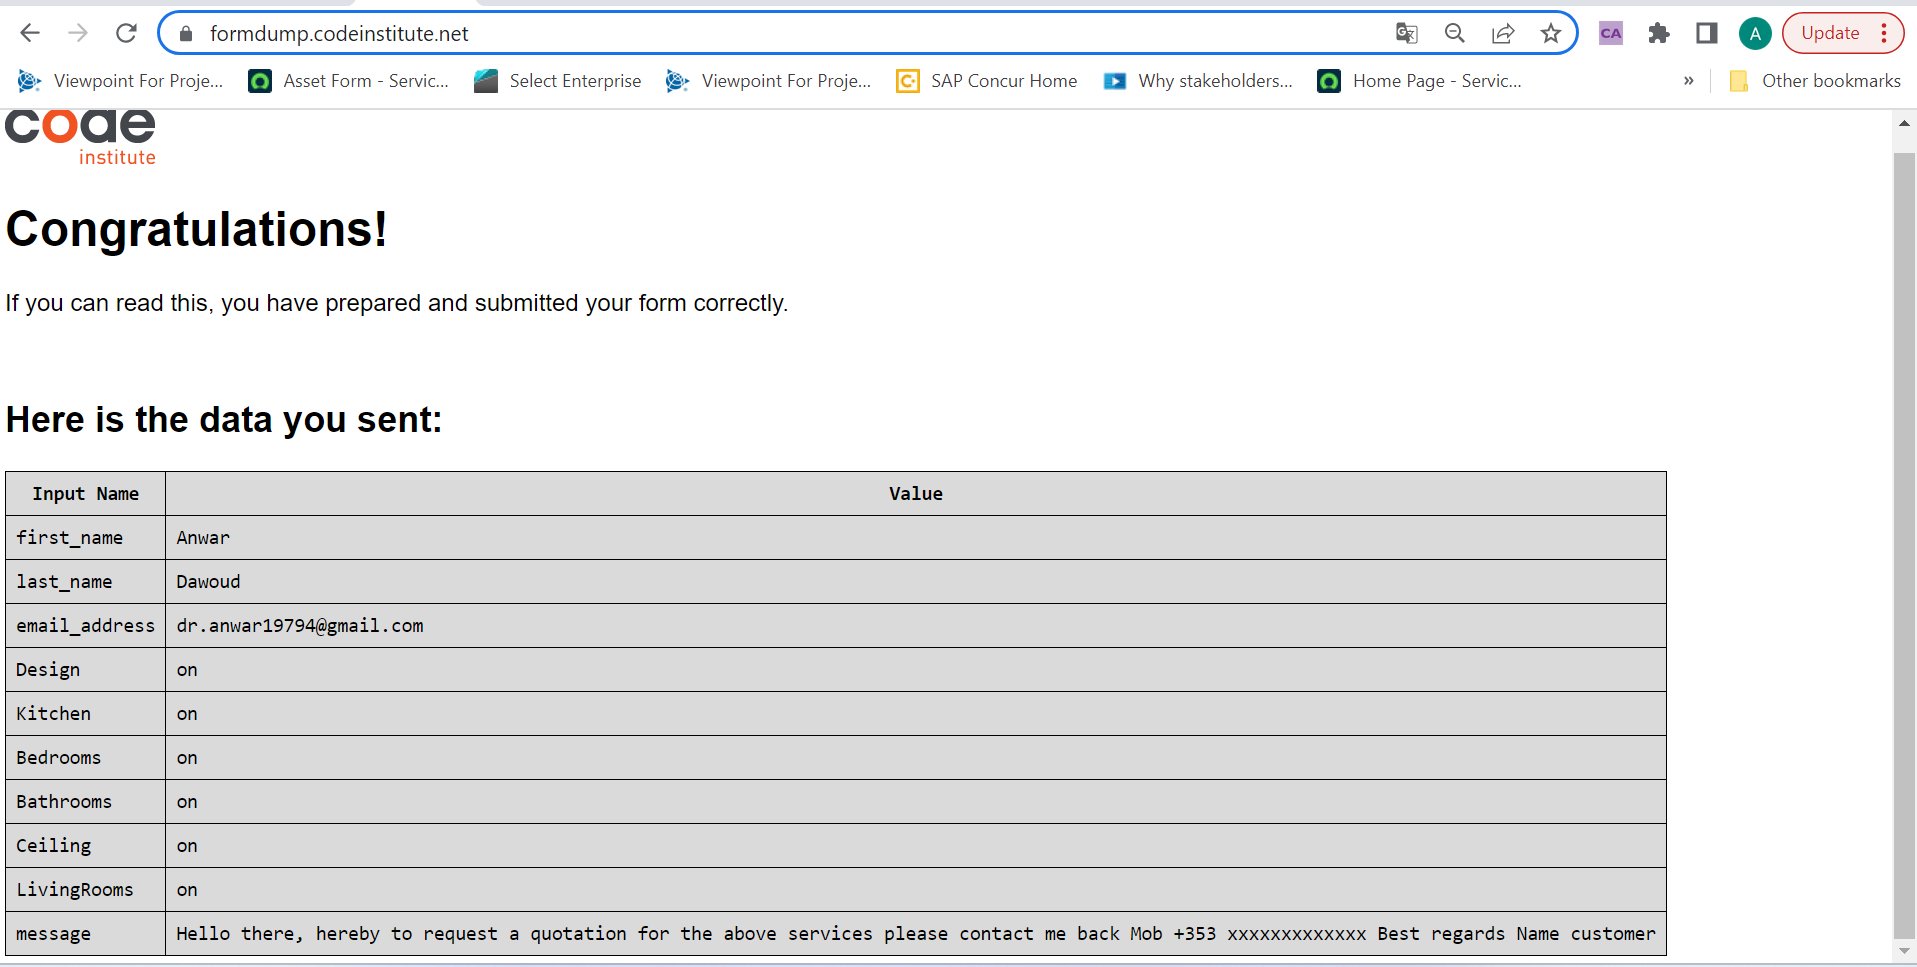 formdump.codeinstitute.net
CA
A
Update
Viewpoint For Proje...
Asset Form - Servic...
Select Enterprise
Viewpoint For Proje...
SAP Concur Home
Why stakeholders...
Home Page - Servic...
»
Other bookmarks
code
institute
Congratulations!
If you can read this, you have prepared and submitted your form correctly.
Here is the data you sent:
Input Name Value
first_name Anwar
last_name Dawoud
email_address dr.anwar19794@gmail.com
Design on
Kitchen on
Bedrooms on
Bathrooms on
Ceiling on
LivingRooms on
message Hello there, hereby to request a quotation for the above services please contact me back Mob +353 xxxxxxxxxxxxx Best regards Name customer